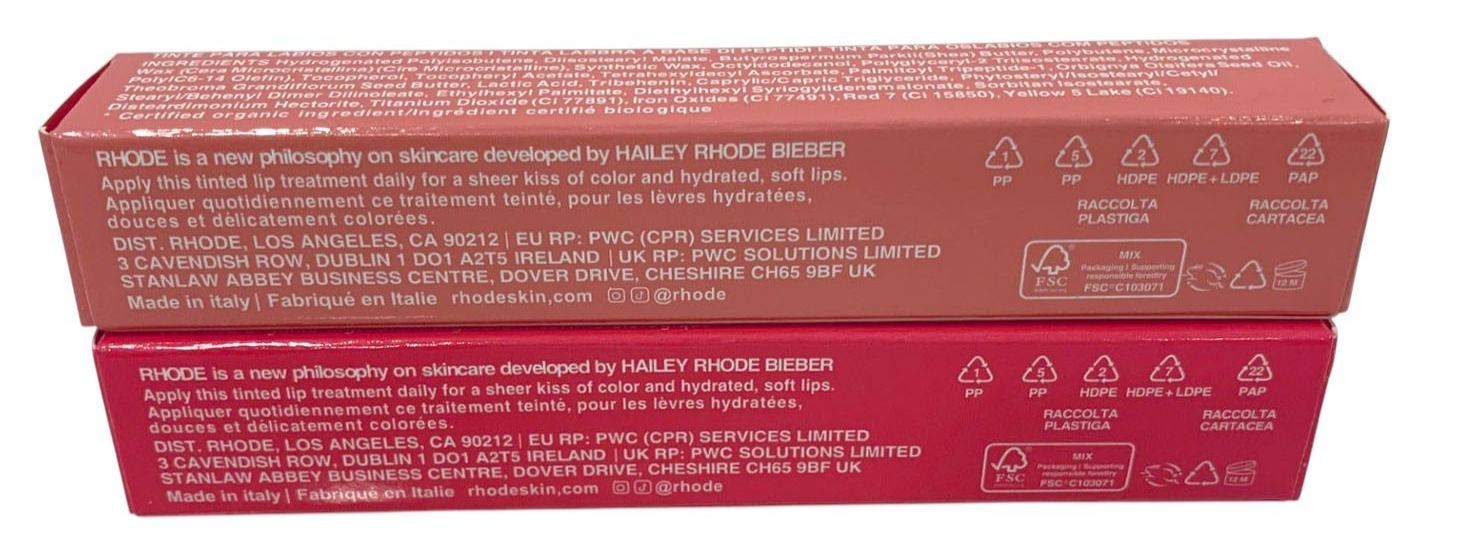 TINTE PARA LABIOS CON PEPTIDOS | TINTA LABBRA A BASE DI PEPTIDI | TINTA PARA OSLABIOS COM PEPTIDOS
INGREDIENTS Hydrogenated Polyisobutene, Diisostearyl Malate, Butyrospermum Parkii(Shea) Butter, Polybutene, Microcrystalline
Wax (Cera Microcristallina)(Cire Microcristalline), Synthetic Wax, Octyldodecanol, Polyglyceryl-2 Triisostearate, Hydrogenated
Poly(C6-14 Olefin), Tocopherol, Tocopheryl Acetate, Tetrahexyldecyl Ascorbate, Palmitoyl Tripeptide-1, Oenocarpus Seed Oil,
Theobroma Grandiflorum Seed Butter, Lactic Acid, Tribehenin, Caprylic/Capric Triglyceride, Phytosteryl/Isostearyl/Cetyl/
Stearyl/Behenyl Dimer Dilinoleate, Ethylhexyl Palmitate, Diethylhexyl Syriogylidenemalonate, Sorbitan Isostearate,
Disteardimonium Hectorite, Titanium Dioxide (CI 77891), Iron Oxides (CI 77491), Red 7 (CI 15850), Yellow 5 Lake (CI 19140).
* Certified organic ingredient/ingrédient certifié biologique
RHODE is a new philosophy on skincare developed by HAILEY RHODE BIEBER
Apply this tinted lip treatment daily for a sheer kiss of color and hydrated, soft lips.
Appliquer quotidiennement ce traitement teinté, pour les lèvres hydratées,
douces et délicatement colorées.
DIST. RHODE, LOS ANGELES, CA 90212 | EU RP: PWC (CPR) SERVICES LIMITED
3 CAVENDISH ROW, DUBLIN 1 DO1 A2T5 IRELAND | UK RP: PWC SOLUTIONS LIMITED
STANLAW ABBEY BUSINESS CENTRE, DOVER DRIVE, CHESHIRE CH65 9BF UK
Made in italy | Fabriqué en Italie rhodeskin,com @rhode
1 5 2 7 22
PP PP HDPE HDPE+LDPE PAP
RACCOLTA RACCOLTA
PLASTIGA CARTACEA
FSC
MIX
Packaging | Supporting
responsible forestry
FSC® C103071
12 M
RHODE is a new philosophy on skincare developed by HAILEY RHODE BIEBER
Apply this tinted lip treatment daily for a sheer kiss of color and hydrated, soft lips.
Appliquer quotidiennement ce traitement teinté, pour les lèvres hydratées,
douces et délicatement colorées.
DIST. RHODE, LOS ANGELES, CA 90212 | EU RP: PWC (CPR) SERVICES LIMITED
3 CAVENDISH ROW, DUBLIN 1 DO1 A2T5 IRELAND | UK RP: PWC SOLUTIONS LIMITED
STANLAW ABBEY BUSINESS CENTRE, DOVER DRIVE, CHESHIRE CH65 9BF UK
Made in italy | Fabriqué en Italie rhodeskin,com @rhode
1 5 2 7 22
PP PP HDPE HDPE+LDPE PAP
RACCOLTA RACCOLTA
PLASTIGA CARTACEA
FSC
MIX
Packaging | Supporting
responsible forestry
FSC® C103071
12 M